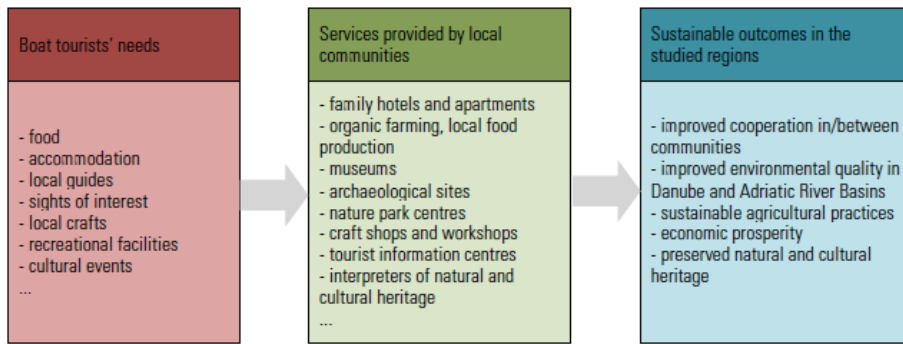 Boat tourists' needs
- food
- accommodation
- local guides
- sights of interest
- local crafts
- recreational facilities
- cultural events
...
Services provided by local
communities
- family hotels and apartments
- organic farming, local food
production
- museums
- archaeological sites
- nature park centres
- craft shops and workshops
- tourist information centres
- interpreters of natural and
cultural heritage
...
Sustainable outcomes in the
studied regions
- improved cooperation in/between
communities
- improved environmental quality in
Danube and Adriatic River Basins
- sustainable agricultural practices
- economic prosperity
- preserved natural and cultural
heritage